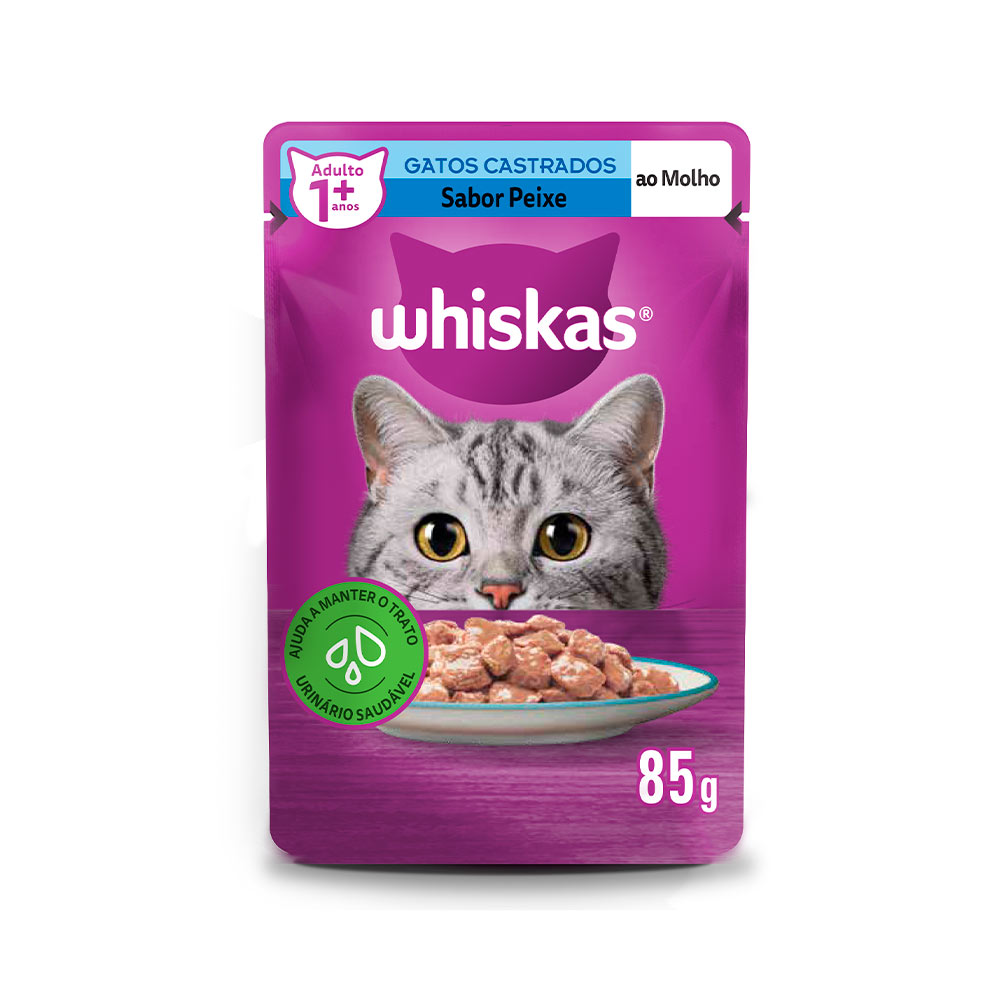 Adulto
1+
anos
GATOS CASTRADOS
Sabor Peixe
ao Molho
whiskas®
AJUDA A MANTER O TRATO
URINÁRIO SAUDÁVEL
85g